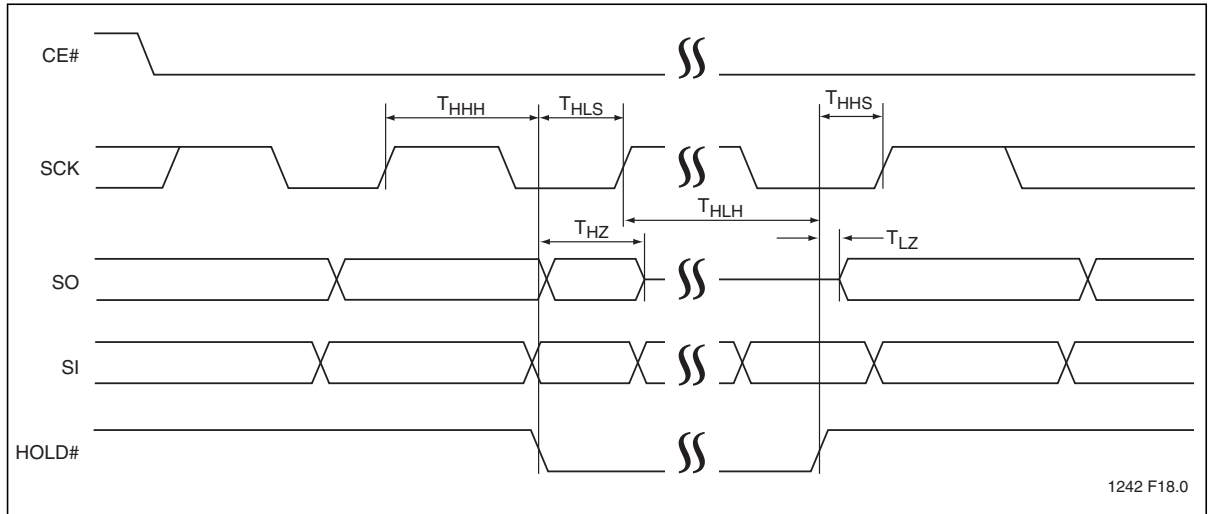 CE#
THHH
THLS
THHS
SCK
THLH
THZ
TLZ
SO
SI
HOLD#
1242 F18.0